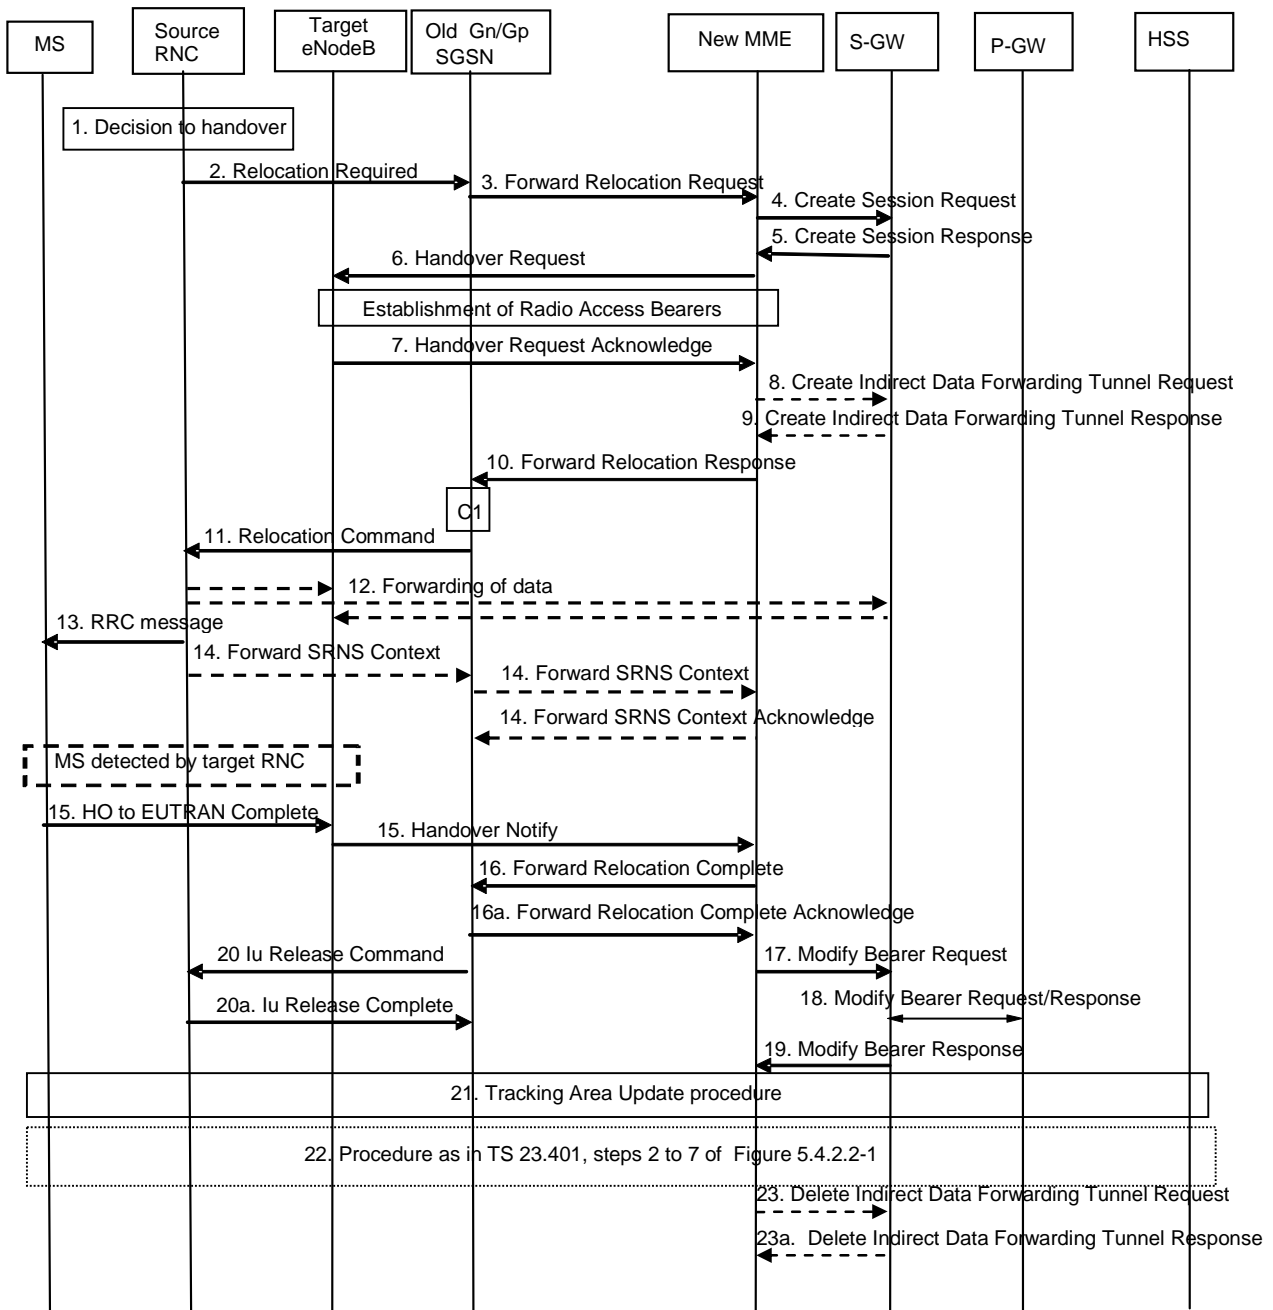 MS
Source
RNC
Target
eNodeB
Old Gn/Gp
SGSN
New MME
S-GW
P-GW
HSS
1. Decision to handover
2. Relocation Required
3. Forward Relocation Request
4. Create Session Request
5. Create Session Response
6. Handover Request
Establishment of Radio Access Bearers
7. Handover Request Acknowledge
8. Create Indirect Data Forwarding Tunnel Request
9. Create Indirect Data Forwarding Tunnel Response
10. Forward Relocation Response
C1
11. Relocation Command
12. Forwarding of data
13. RRC message
14. Forward SRNS Context
14. Forward SRNS Context
14. Forward SRNS Context Acknowledge
MS detected by target RNC
15. HO to EUTRAN Complete
15. Handover Notify
16. Forward Relocation Complete
16a. Forward Relocation Complete Acknowledge
20 Iu Release Command
17. Modify Bearer Request
20a. Iu Release Complete
18. Modify Bearer Request/Response
19. Modify Bearer Response
21. Tracking Area Update procedure
22. Procedure as in TS 23.401, steps 2 to 7 of Figure 5.4.2.2-1
23. Delete Indirect Data Forwarding Tunnel Request
23a. Delete Indirect Data Forwarding Tunnel Response